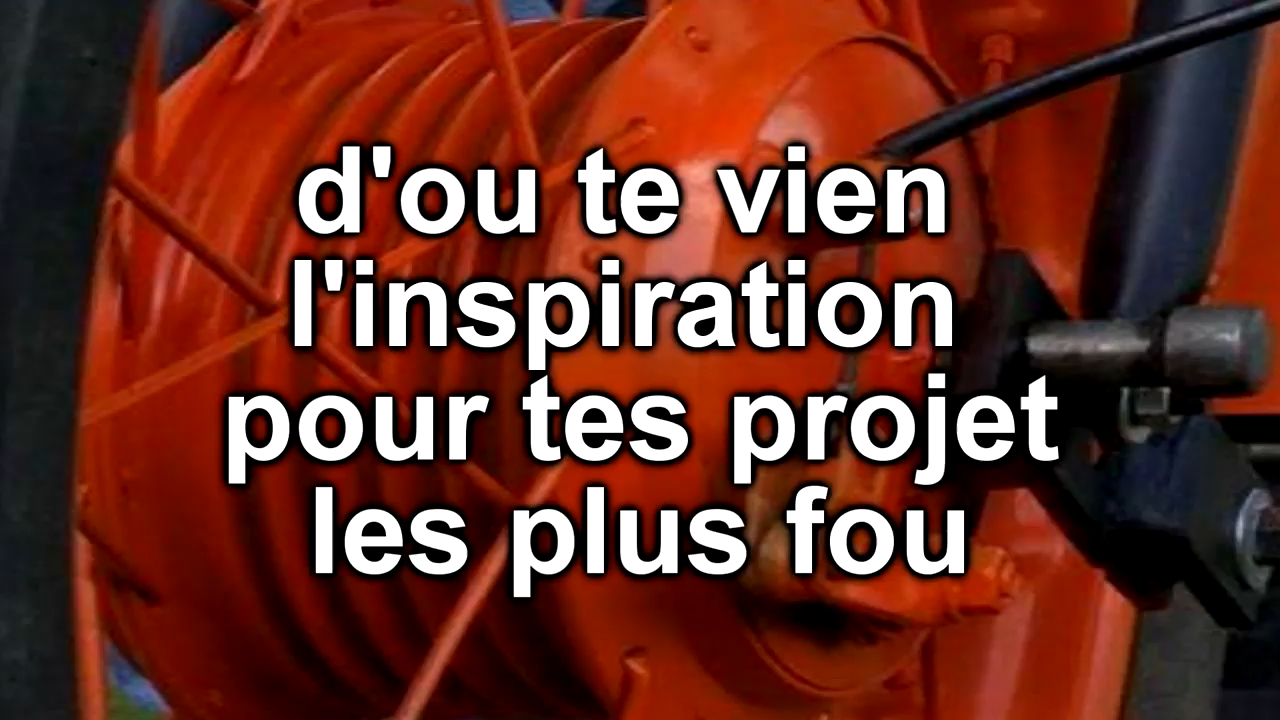 d'ou te vien
l'inspiration
pour tes projet
les plus fou